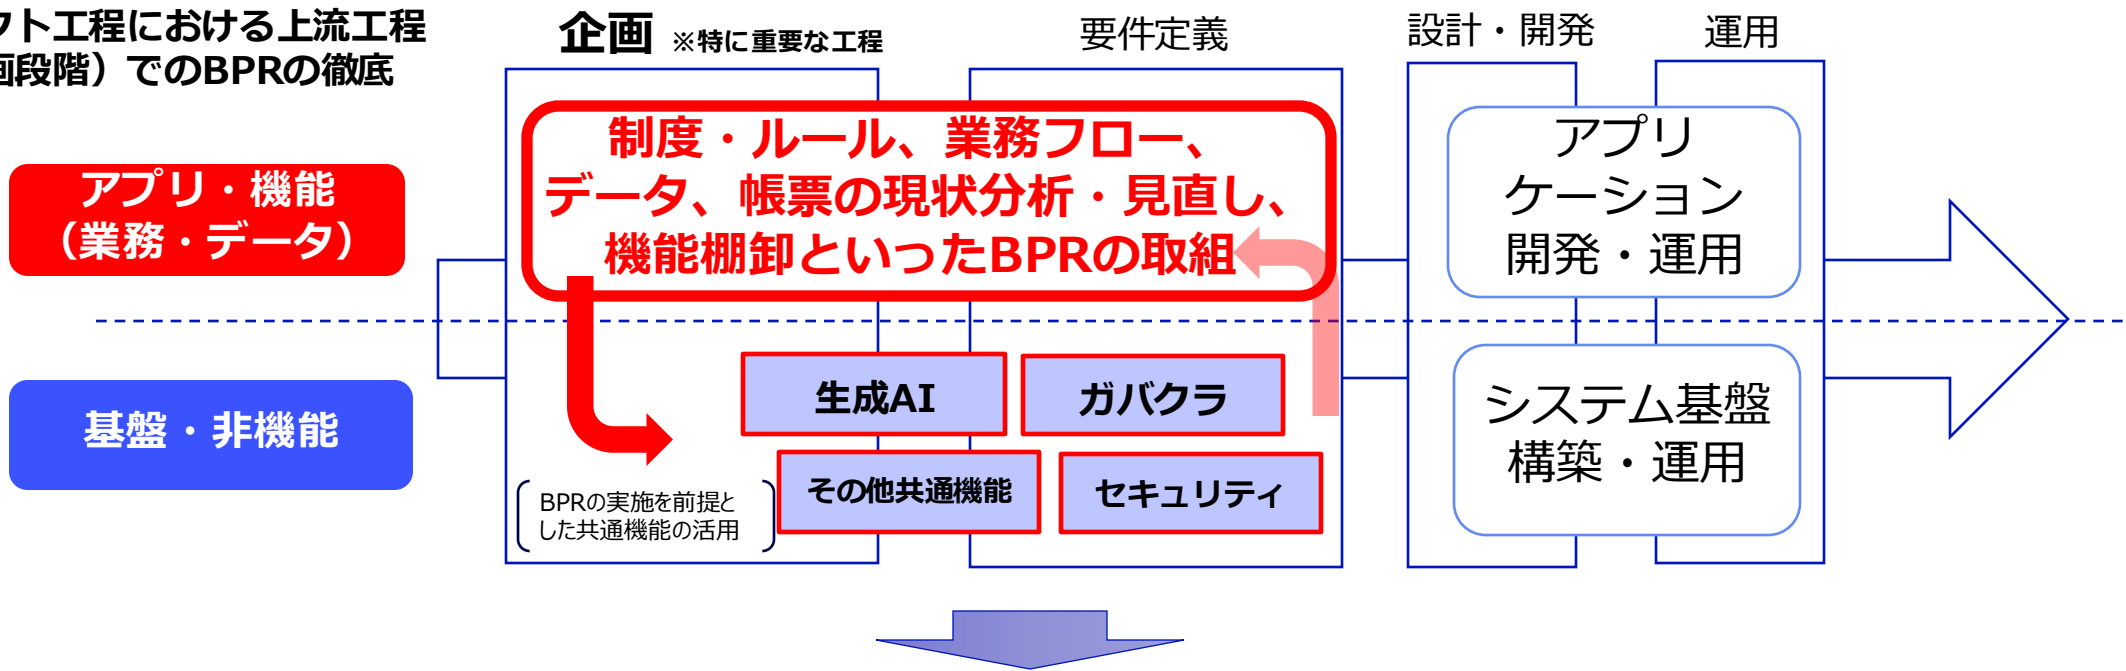 クト工程における上流工程
画段階）でのBPRの徹底
企画 ※特に重要な工程
要件定義
設計・開発
運用
アプリ・機能
（業務・データ）
制度・ルール、業務フロー、
データ、帳票の現状分析・見直し、
機能棚卸といったBPRの取組
アプリ
ケーション
開発・運用
基盤・非機能
生成AI
ガバクラ
その他共通機能
セキュリティ
BPRの実施を前提と
した共通機能の活用
システム基盤
構築・運用